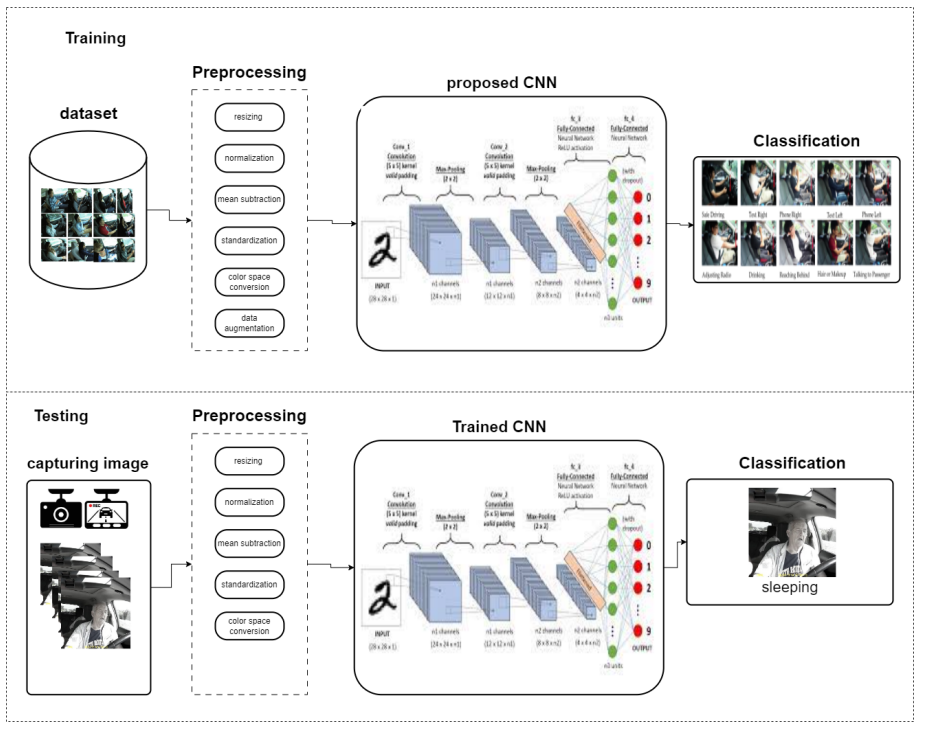 Training
Preprocessing
proposed CNN
dataset
Classification
resizing
normalization
mean subtraction
standardization
color space
conversion
data
augmentation
Conv_1
Convolution
(5 x 5) kernel
valid padding
Max-Pooling
(2 x 2)
Conv_2
Convolution
(5 x 5) kernel
valid padding
Max-Pooling
(2 x 2)
fc_3
Fully-Connected
Neural Network
ReLU activation
fc_4
Fully-Connected
Neural Network
(with
dropout)
2
INPUT
(28 x 28 x 1)
n1 channels
(24 x 24 x n1)
n1 channels
(12 x 12 x n1)
n2 channels
(8 x 8 x n2)
n2 channels
(4 x 4 x n2)
n3 units
0
1
2
9
OUTPUT
Safe Driving
Text Right
Phone Right
Text Left
Phone Left
Adjusting Radio
Drinking
Reaching Behind
Hair or Makeup
Talking to Passenger
Testing
Preprocessing
Trained CNN
capturing image
Classification
REC
resizing
normalization
mean subtraction
standardization
color space
conversion
Conv_1
Convolution
(5 x 5) kernel
valid padding
Max-Pooling
(2 x 2)
Conv_2
Convolution
(5 x 5) kernel
valid padding
Max-Pooling
(2 x 2)
fc_3
Fully-Connected
Neural Network
ReLU activation
fc_4
Fully-Connected
Neural Network
(with
dropout)
2
INPUT
(28 x 28 x 1)
n1 channels
(24 x 24 x n1)
n1 channels
(12 x 12 x n1)
n2 channels
(8 x 8 x n2)
n2 channels
(4 x 4 x n2)
n3 units
0
1
2
9
OUTPUT
sleeping